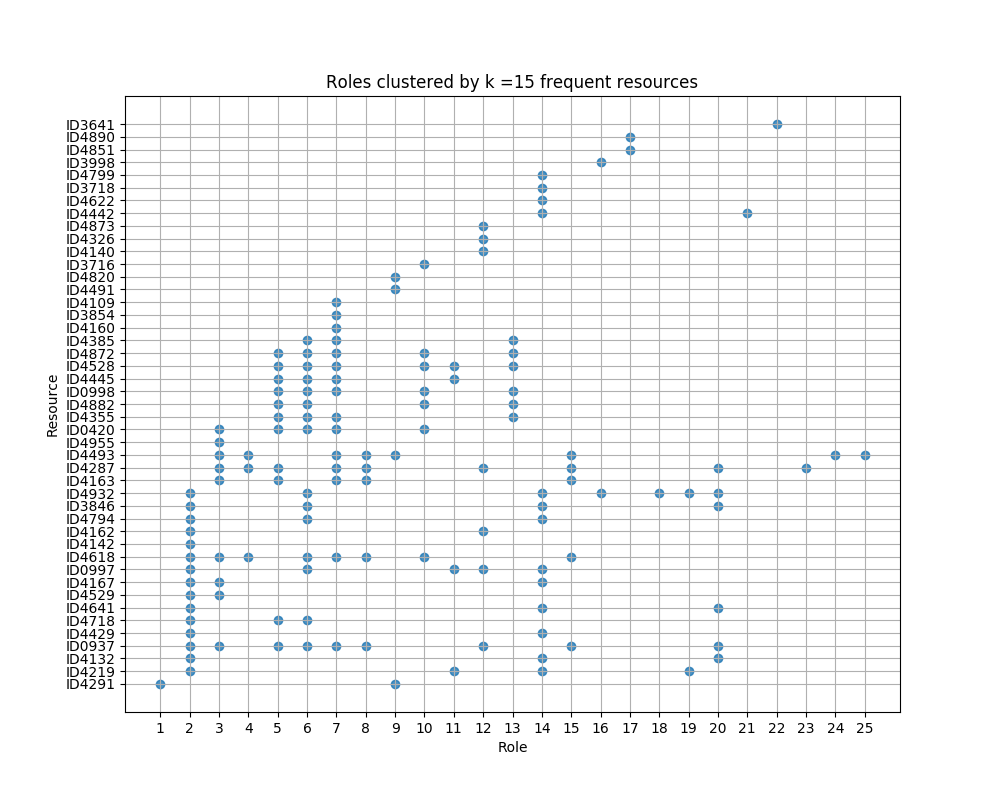 Roles clustered by k =15 frequent resources
ID3641
ID4890
ID4851
ID3998
ID4799
ID3718
ID4622
ID4442
ID4873
ID4326
ID4140
ID3716
ID4820
ID4491
ID4109
ID3854
ID4160
ID4385
ID4872
ID4528
ID4445
ID0998
ID4882
ID4355
ID0420
ID4955
ID4493
ID4287
ID4163
ID4932
ID3846
ID4794
ID4162
ID4142
ID4618
ID0997
ID4167
ID4529
ID4641
ID4718
ID4429
ID0937
ID4132
ID4219
ID4291
Resource
1 2 3 4 5 6 7 8 9 10 11 12 13 14 15 16 17 18 19 20 21 22 23 24 25
Role